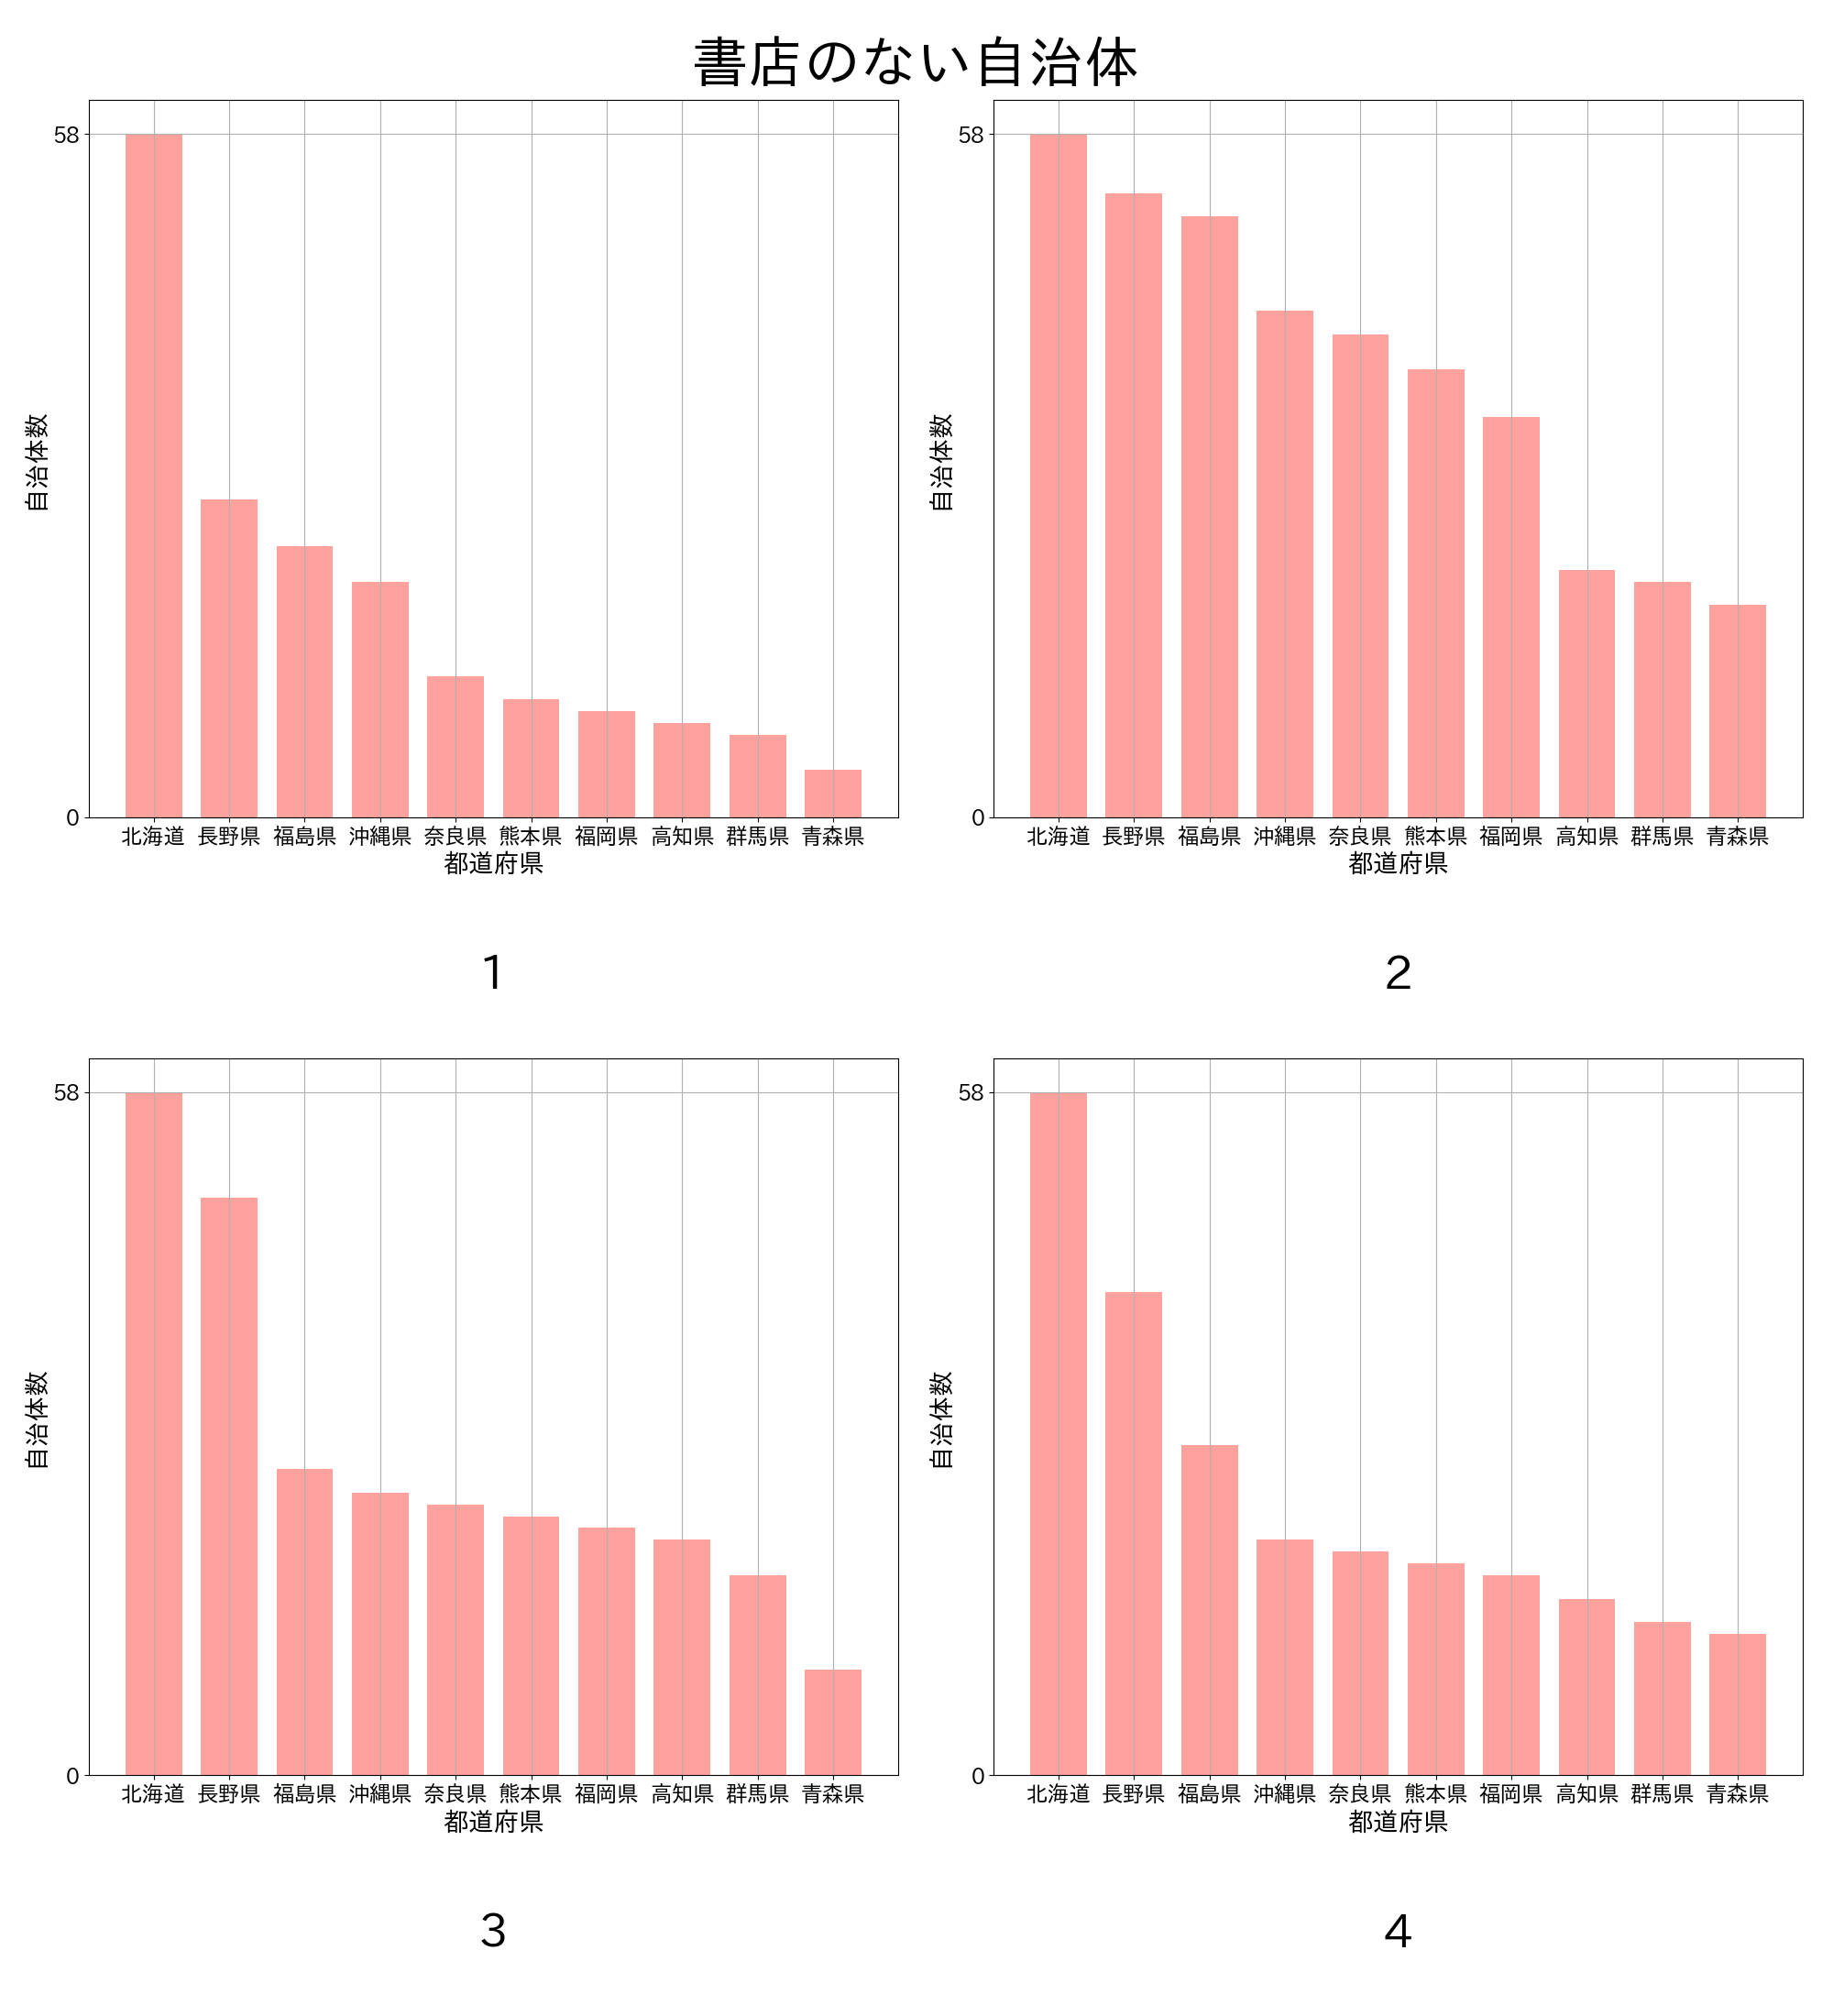 書店のない自治体
58
0
自治体数
北海道 長野県 福島県 沖縄県 奈良県 熊本県 福岡県 高知県 群馬県 青森県
都道府県
1
58
0
自治体数
北海道 長野県 福島県 沖縄県 奈良県 熊本県 福岡県 高知県 群馬県 青森県
都道府県
2
58
0
自治体数
北海道 長野県 福島県 沖縄県 奈良県 熊本県 福岡県 高知県 群馬県 青森県
都道府県
3
58
0
自治体数
北海道 長野県 福島県 沖縄県 奈良県 熊本県 福岡県 高知県 群馬県 青森県
都道府県
4